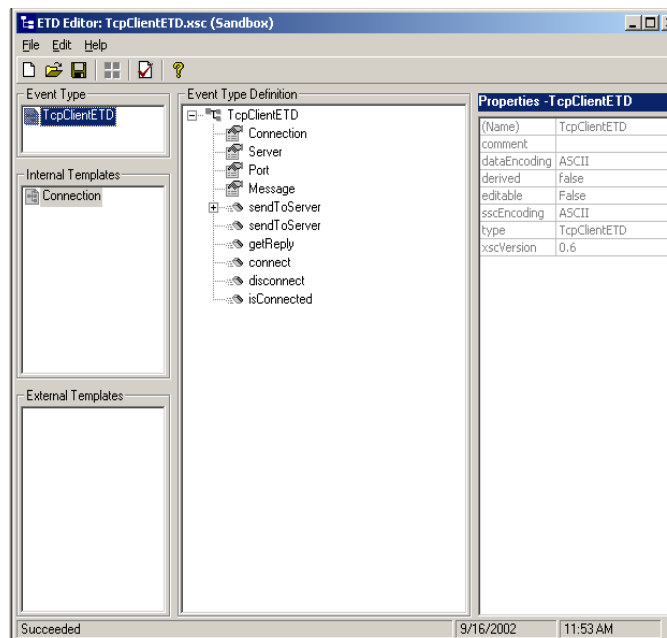 ETD Editor: TcpClientETD.xsc (Sandbox)
File Edit Help
Event Type
TcpClientETD
Internal Templates
Connection
External Templates
Event Type Definition
TcpClientETD
Connection
Server
Port
Message
sendToServer
sendToServer
getReply
connect
disconnect
isConnected
Properties -TcpClientETD
(Name) TcpClientETD
comment
dataEncoding ASCII
derived false
editable False
sscEncoding ASCII
type TcpClientETD
xscVersion 0.6
Succeeded 9/16/2002 11:53 AM